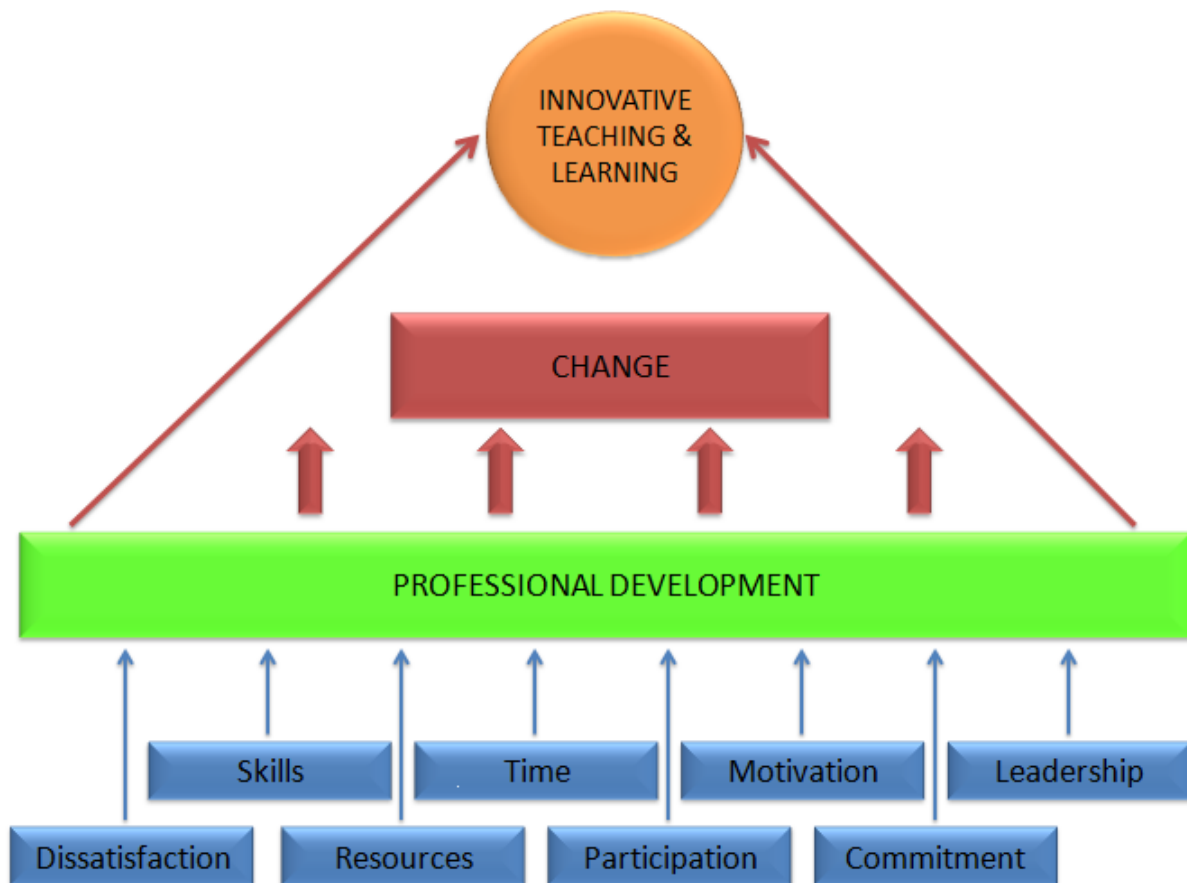 INNOVATIVE
TEACHING &
LEARNING
CHANGE
PROFESSIONAL DEVELOPMENT
Skills
Time
Motivation
Leadership
Dissatisfaction
Resources
Participation
Commitment